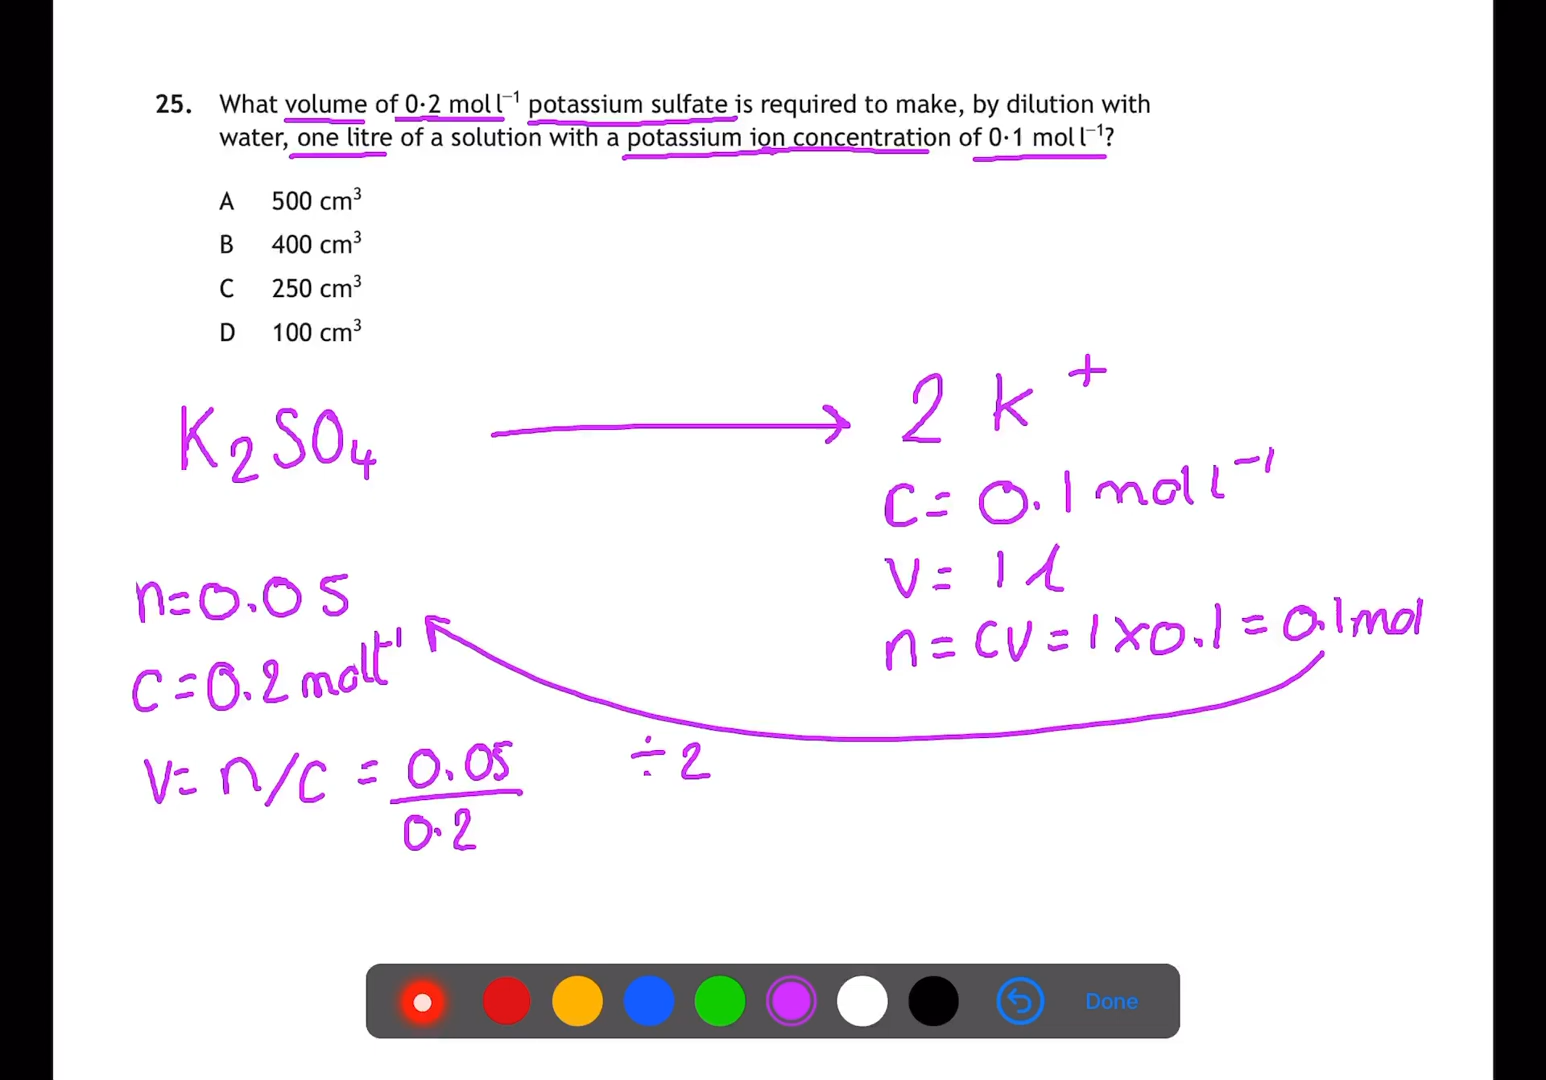 25. What volume of 0·2 mol l⁻¹ potassium sulfate is required to make, by dilution with
water, one litre of a solution with a potassium ion concentration of 0·1 mol l⁻¹?
A 500 cm³
B 400 cm³
C 250 cm³
D 100 cm³
K₂SO₄ → 2 K⁺
C = 0.1 mol l⁻¹
V = 1 l
n = CV = 1 × 0.1 = 0.1 mol
n = 0.05
C = 0.2 mol l⁻¹
V = n/C = 0.05
0.2
÷ 2
Done